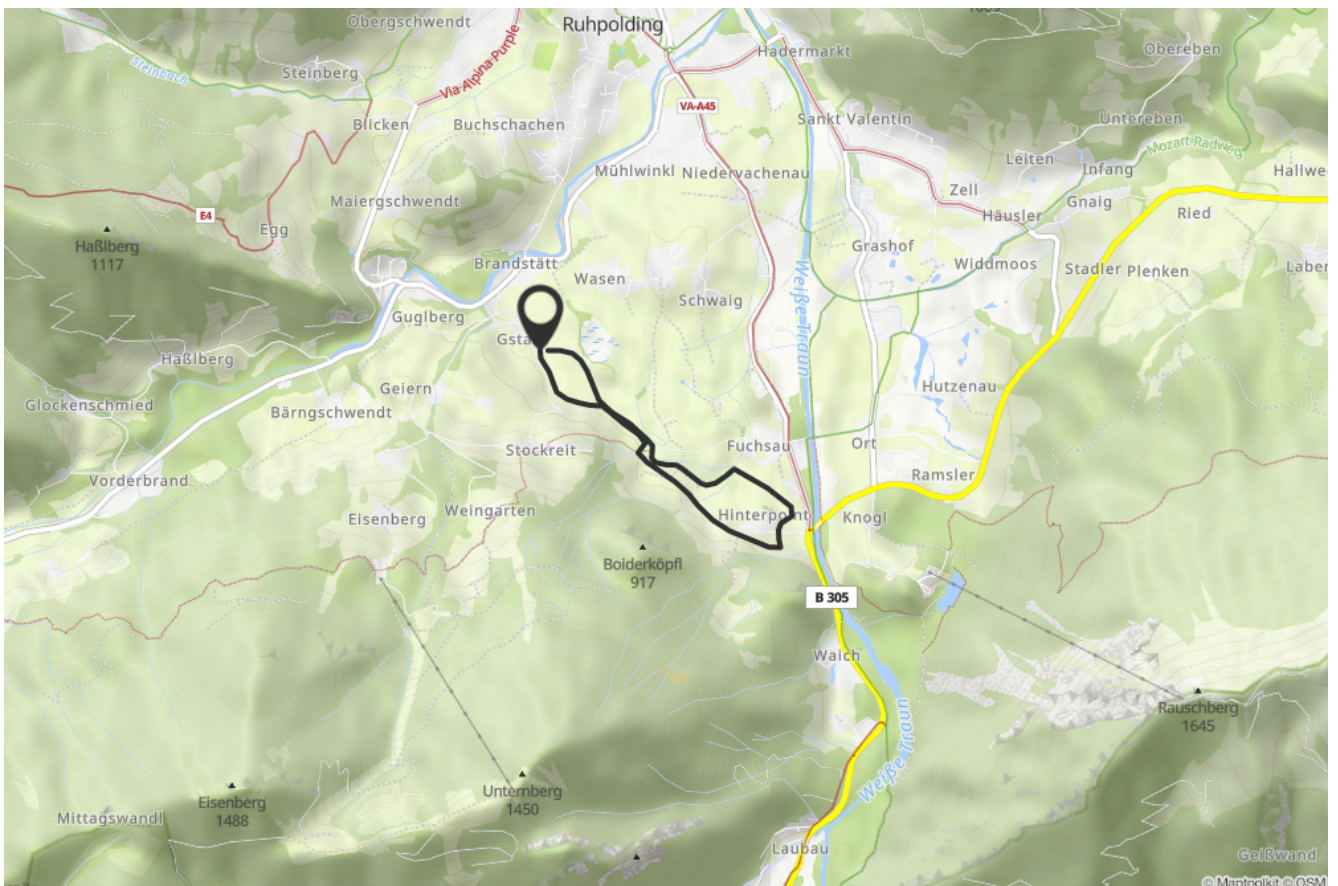 Obergschwendt
Ruhpolding
Hadermarkt
Obereben
Steinbach
Steinberg
Via Alpina Purple
VA-A45
Untereben
Blicken
Buchschachen
Sankt Valentin
Mozart-Radweg
Leiten
Infang
Mühlwinkl
Niedervachenau
Hallwe
Maiergschwendt
Zell
Gnaig
E4
Egg
Häusler
Ried
Haßlberg
1117
Grashof
Brandstätt
Wasen
Widdmoos
Stadler
Plenken
Laber
Schwaig
Weiße Traun
Guglberg
Gsta
Haßlberg
Geiern
Hutzenau
Glockenschmied
Bärngschwendt
Stockreit
Fuchsau
Ort
Vorderbrand
Ramsler
Weingarten
Eisenberg
Hinterpoint
Knogl
Boiderköpfl
917
B 305
Waich
Rauschberg
1645
Weiße Traun
Unternberg
1450
Eisenberg
1488
Mittagswandl
Laubau
Geißwand
© Maptoolkit © OSM